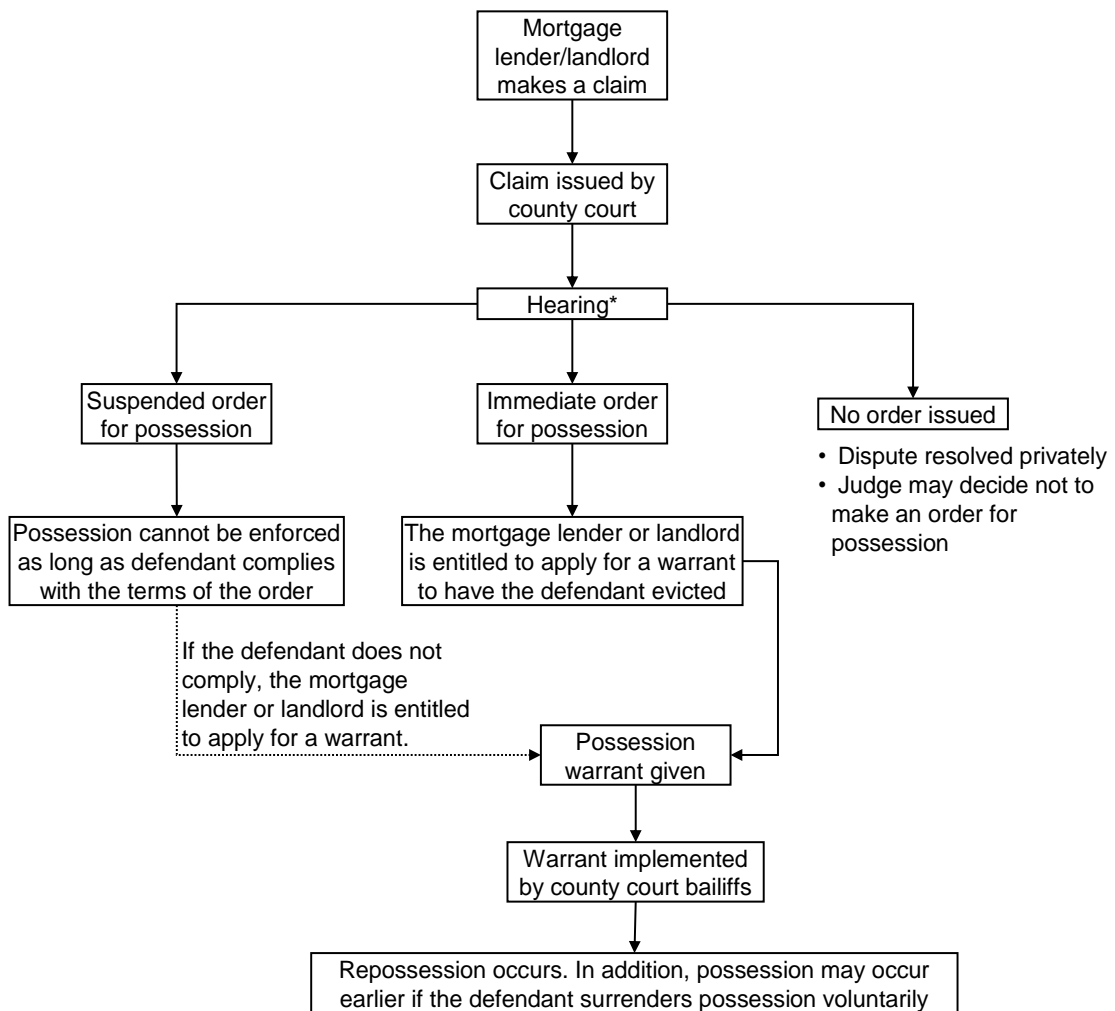 Mortgage
lender/landlord
makes a claim
Claim issued by
county court
Hearing*
Suspended order
for possession
Immediate order
for possession
No order issued
• Dispute resolved privately
• Judge may decide not to
make an order for
possession
Possession cannot be enforced
as long as defendant complies
with the terms of the order
The mortgage lender or landlord
is entitled to apply for a warrant
to have the defendant evicted
If the defendant does not
comply, the mortgage
lender or landlord is entitled
to apply for a warrant.
Possession
warrant given
Warrant implemented
by county court bailiffs
Repossession occurs. In addition, possession may occur
earlier if the defendant surrenders possession voluntarily